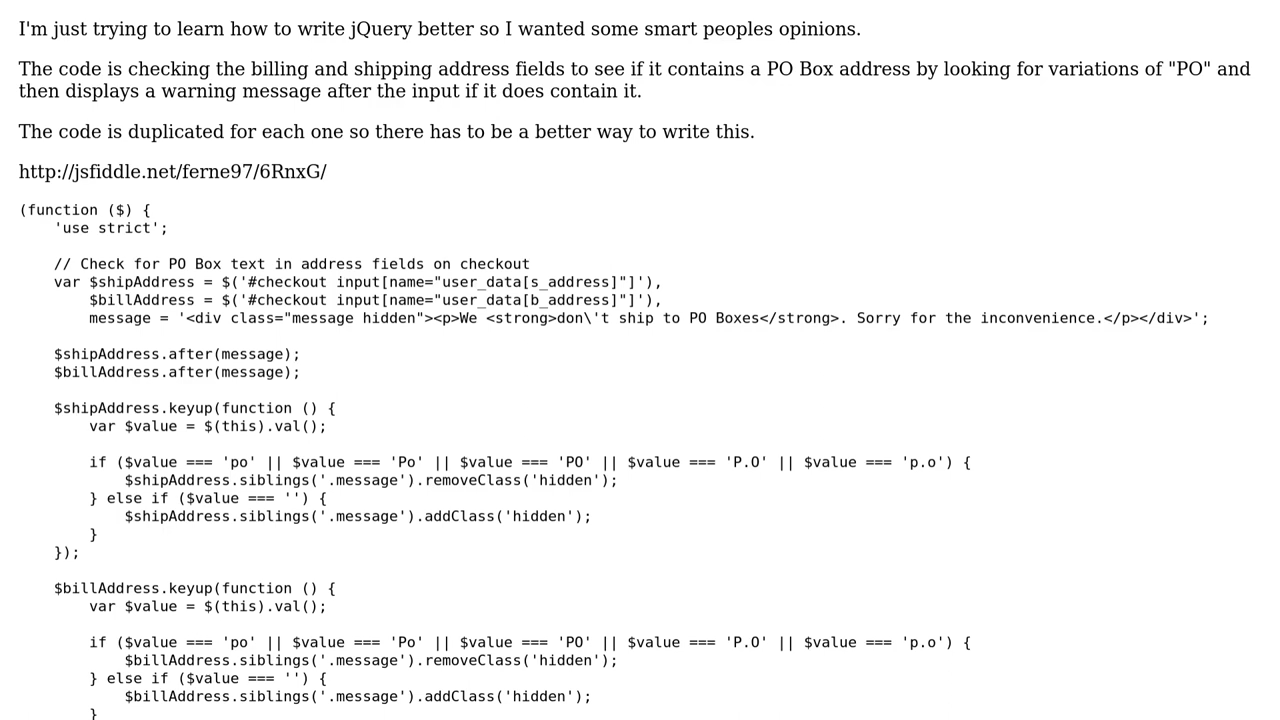 I'm just trying to learn how to write jQuery better so I wanted some smart peoples opinions.
The code is checking the billing and shipping address fields to see if it contains a PO Box address by looking for variations of "PO" and
then displays a warning message after the input if it does contain it.
The code is duplicated for each one so there has to be a better way to write this.
http://jsfiddle.net/ferne97/6RnxG/
(function ($) {
    'use strict';

    // Check for PO Box text in address fields on checkout
    var $shipAddress = $('#checkout input[name="user_data[s_address]"]'),
        $billAddress = $('#checkout input[name="user_data[b_address]"]'),
        message = '<div class="message hidden"><p>We <strong>don\'t ship to PO Boxes</strong>. Sorry for the inconvenience.</p></div>';

    $shipAddress.after(message);
    $billAddress.after(message);

    $shipAddress.keyup(function () {
        var $value = $(this).val();

        if ($value === 'po' || $value === 'Po' || $value === 'PO' || $value === 'P.O' || $value === 'p.o') {
            $shipAddress.siblings('.message').removeClass('hidden');
        } else if ($value === '') {
            $shipAddress.siblings('.message').addClass('hidden');
        }
    });

    $billAddress.keyup(function () {
        var $value = $(this).val();

        if ($value === 'po' || $value === 'Po' || $value === 'PO' || $value === 'P.O' || $value === 'p.o') {
            $billAddress.siblings('.message').removeClass('hidden');
        } else if ($value === '') {
            $billAddress.siblings('.message').addClass('hidden');
        }